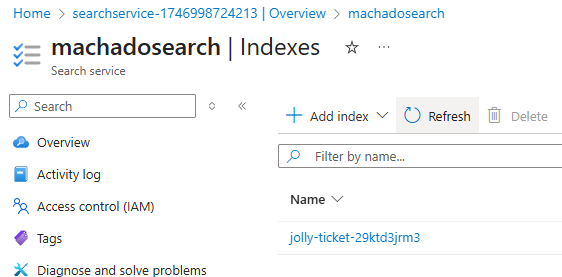 Home > searchservice-1746998724213 | Overview > machadosearch
machadosearch | Indexes ☆ ...
Search service
Search
Overview
Activity log
Access control (IAM)
Tags
Diagnose and solve problems
+ Add index Refresh Delete
Filter by name...
Name
jolly-ticket-29ktd3jrm3